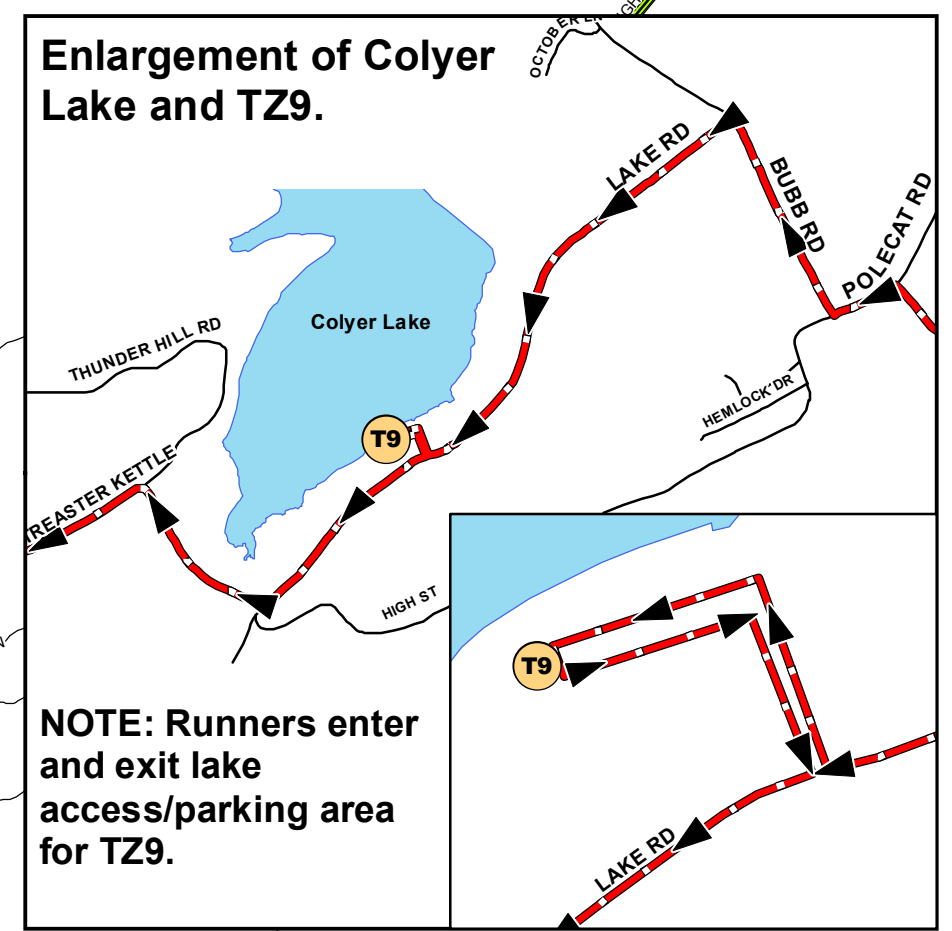 Enlargement of Colyer
Lake and TZ9.
OCTOBER
LAKE RD
BUBB RD
POLECAT RD
Colyer Lake
THUNDER HILL RD
HEMLOCK DR
T9
TREASTER KETTLE
HIGH ST
NOTE: Runners enter
and exit lake
access/parking area
for TZ9.
T9
LAKE RD